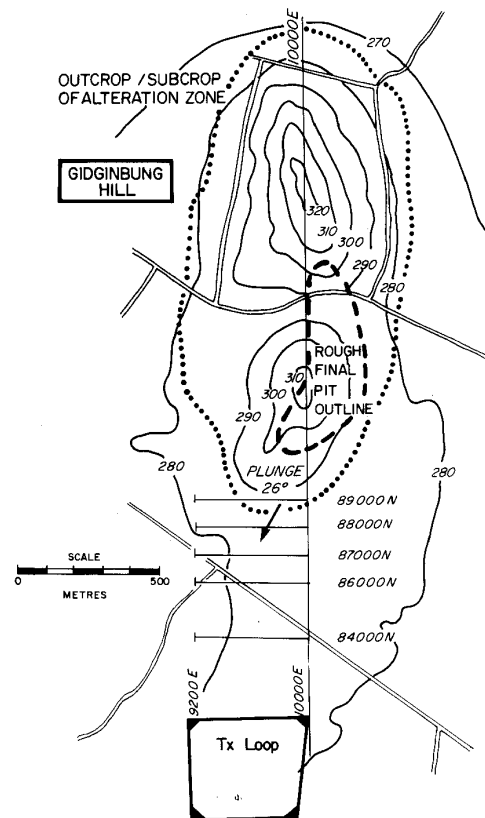 10000E
270
OUTCROP / SUBCROP
OF ALTERATION ZONE
GIDGINBUNG
HILL
320
310
300
290
280
ROUGH
FINAL
PIT
OUTLINE
310
300
290
280
PLUNGE
26°
280
89000N
88000N
87000N
86000N
84000N
SCALE
0 500
METRES
9200E
10000E
Tx Loop